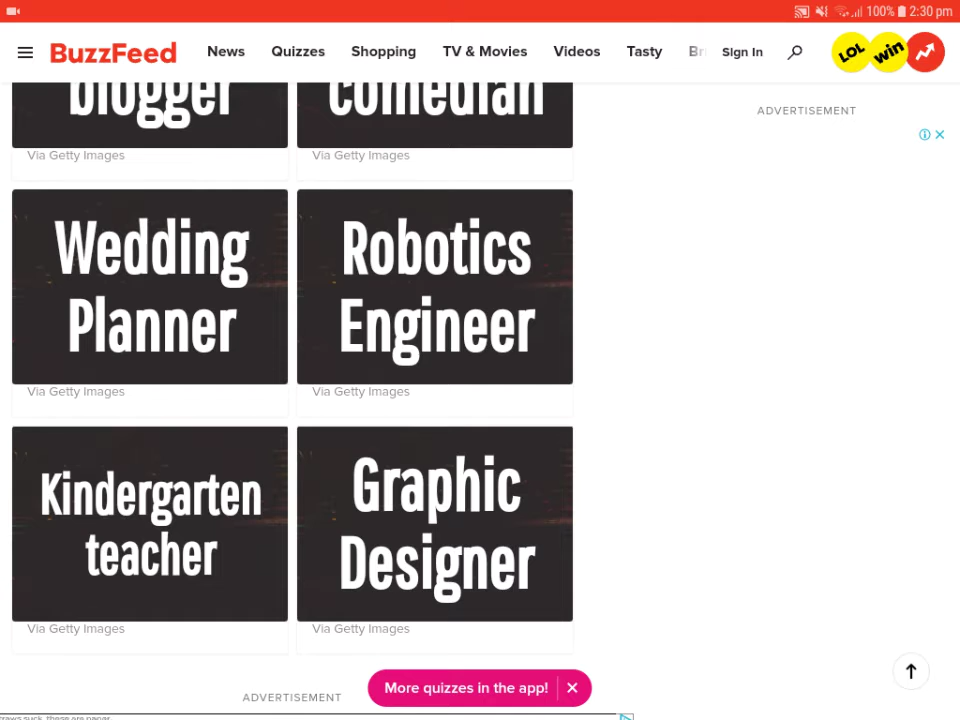 100% 2:30 pm
BuzzFeed News Quizzes Shopping TV & Movies Videos Tasty Sign In LOL win
blogger comedian
ADVERTISEMENT
Via Getty Images Via Getty Images
Wedding Planner
Robotics Engineer
Via Getty Images Via Getty Images
Kindergarten teacher
Graphic Designer
Via Getty Images Via Getty Images
More quizzes in the app!
ADVERTISEMENT